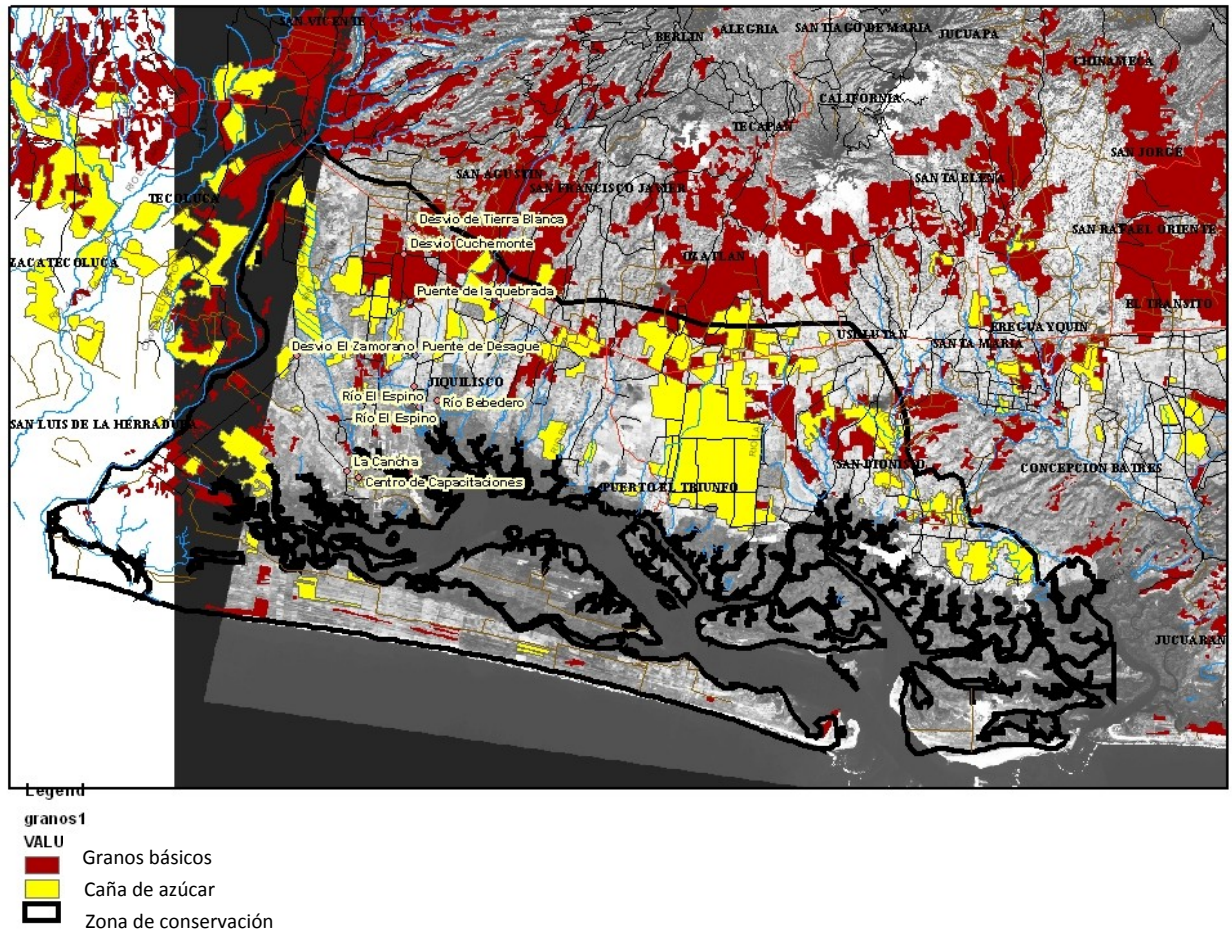 SAN VICENTE
BERLIN
ALEGRIA
SANTIAGO DE MARIA
JUCUAPA
CHINAMECA
CALIFORNIA
TECAPAN
SAN JORGE
SAN AGUSTIN
SAN FRANCISCO JAVIER
SANTA ELENA
TECOLUCA
Desvio de Tierra Blanca
SAN RAFAEL ORIENTE
Desvio Cuchemonte
OZATLAN
ZACATECOLUCA
Puente de la quebrada
EL TRANSITO
EREGUAYQUIN
USULUTAN
SANTA MARIA
Desvio El Zamorano
Puente de Desague
JIQUILISCO
Río El Espino
Río Bebedero
Río El Espino
SAN LUIS DE LA HERRADUR
La Cancha
SAN DIONISIO
CONCEPCION BATRES
Centro de Capacitaciones
PUERTO EL TRIUNFO
JUCUARAN
Legend
granos1
VALU
Granos básicos
Caña de azúcar
Zona de conservación